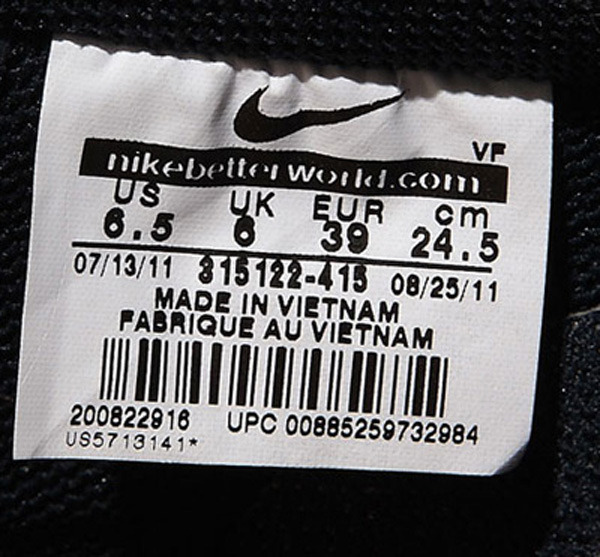 VF
nikebetterworld.com
US UK EUR cm
6.5 6 39 24.5
07/13/11 315122-415 08/25/11
MADE IN VIETNAM
FABRIQUE AU VIETNAM
200822916 UPC 00885259732984
US5713141*